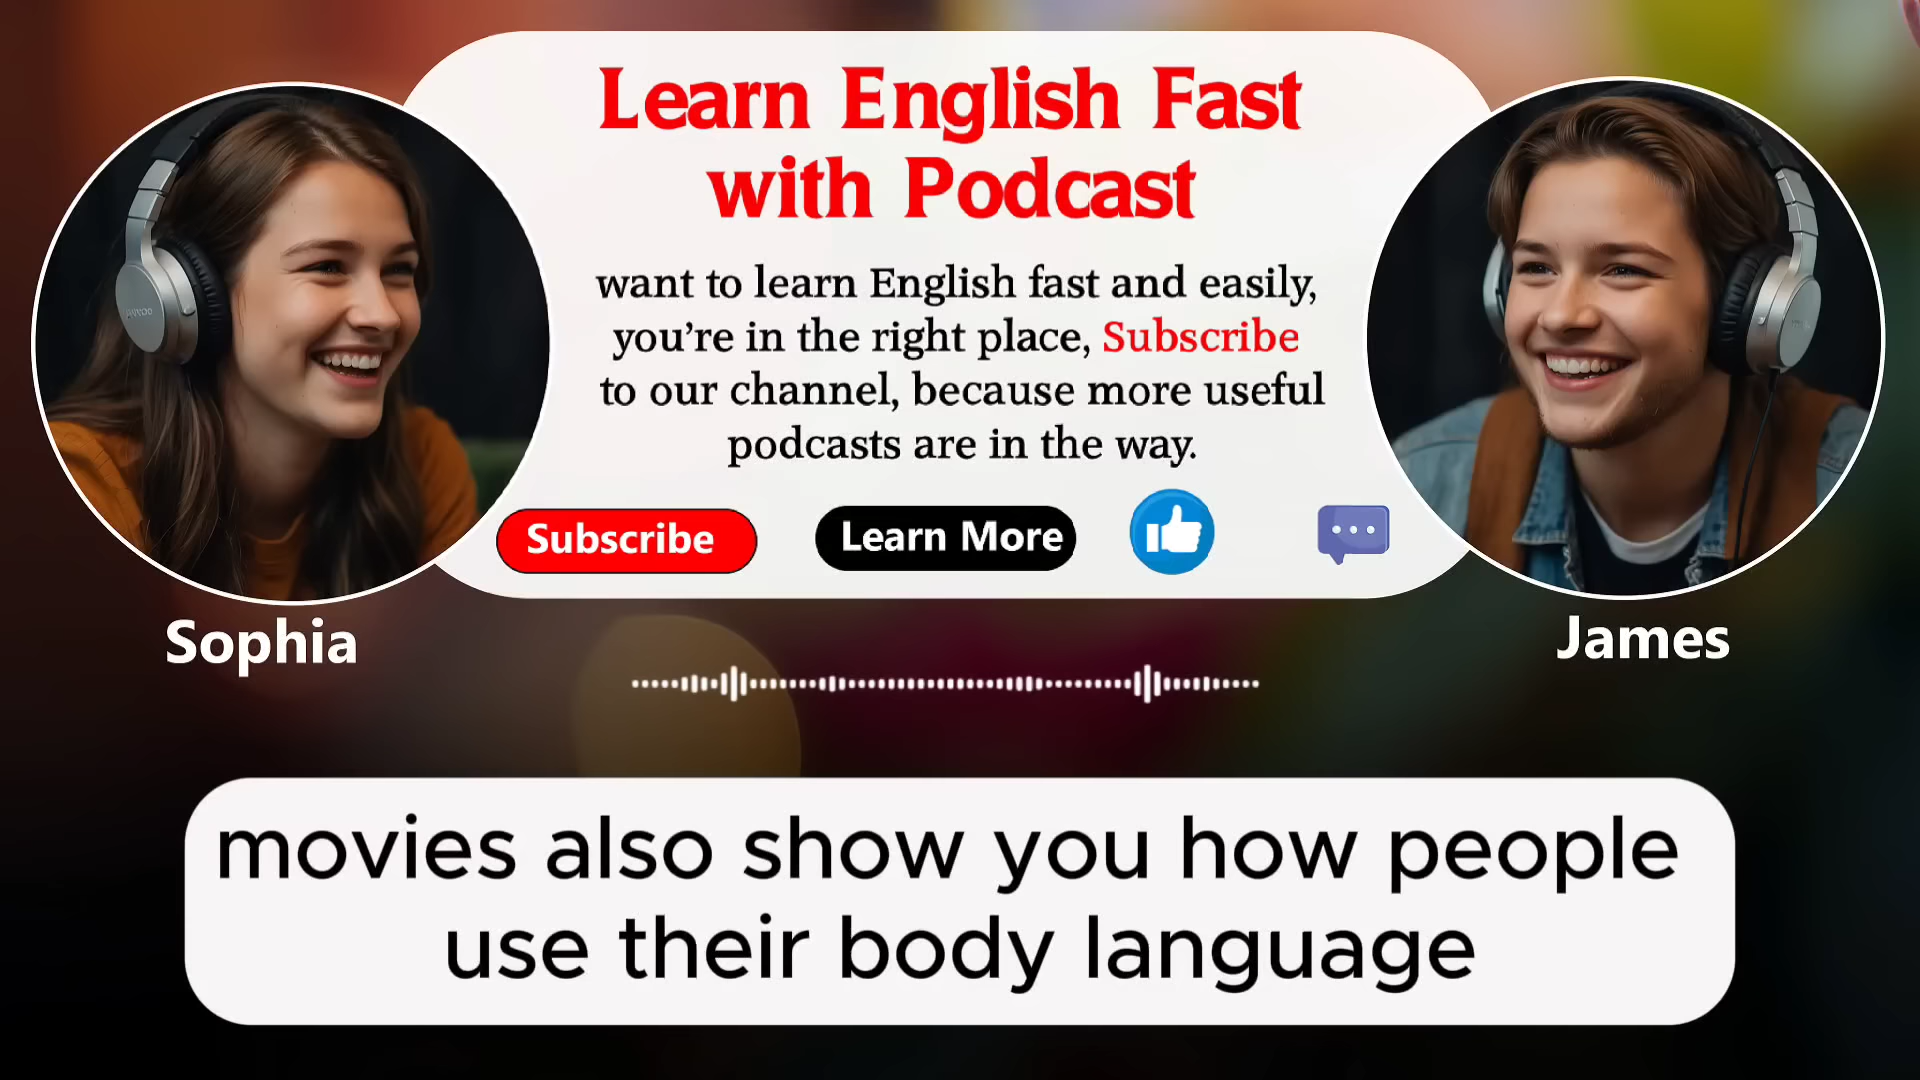 Learn English Fast
with Podcast
want to learn English fast and easily,
you're in the right place, Subscribe
to our channel, because more useful
podcasts are in the way.
Subscribe
Learn More
Sophia
James
movies also show you how people
use their body language